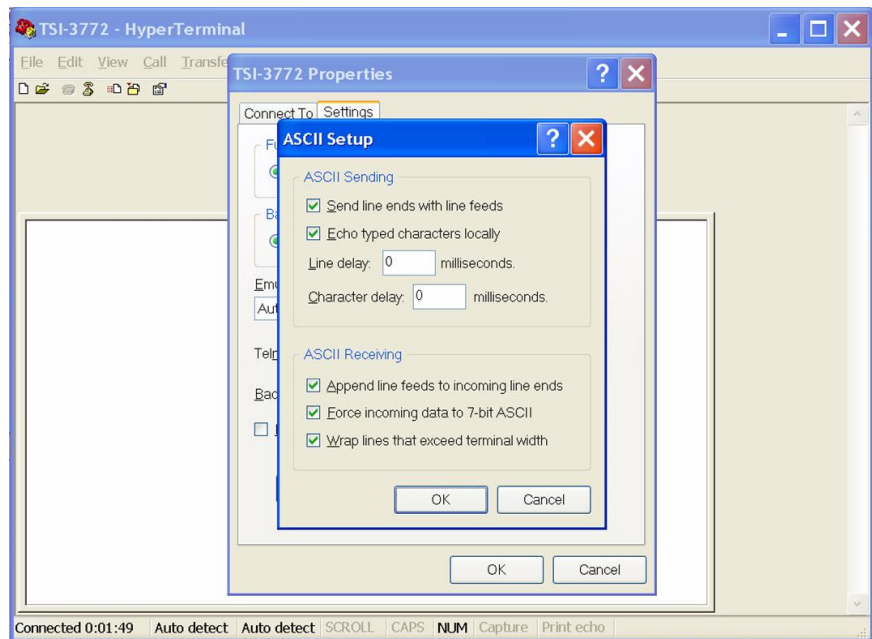 TSI-3772 - HyperTerminal
File Edit View Call
TSI-3772 Properties
Connect To Settings
ASCII Setup
ASCII Sending
Send line ends with line feeds
Echo typed characters locally
Line delay: 0 milliseconds.
Character delay: 0 milliseconds.
ASCII Receiving
Append line feeds to incoming line ends
Force incoming data to 7-bit ASCII
Wrap lines that exceed terminal width
OK Cancel
OK Cancel
Connected 0:01:49 Auto detect Auto detect SCROLL CAPS NUM Capture Print echo